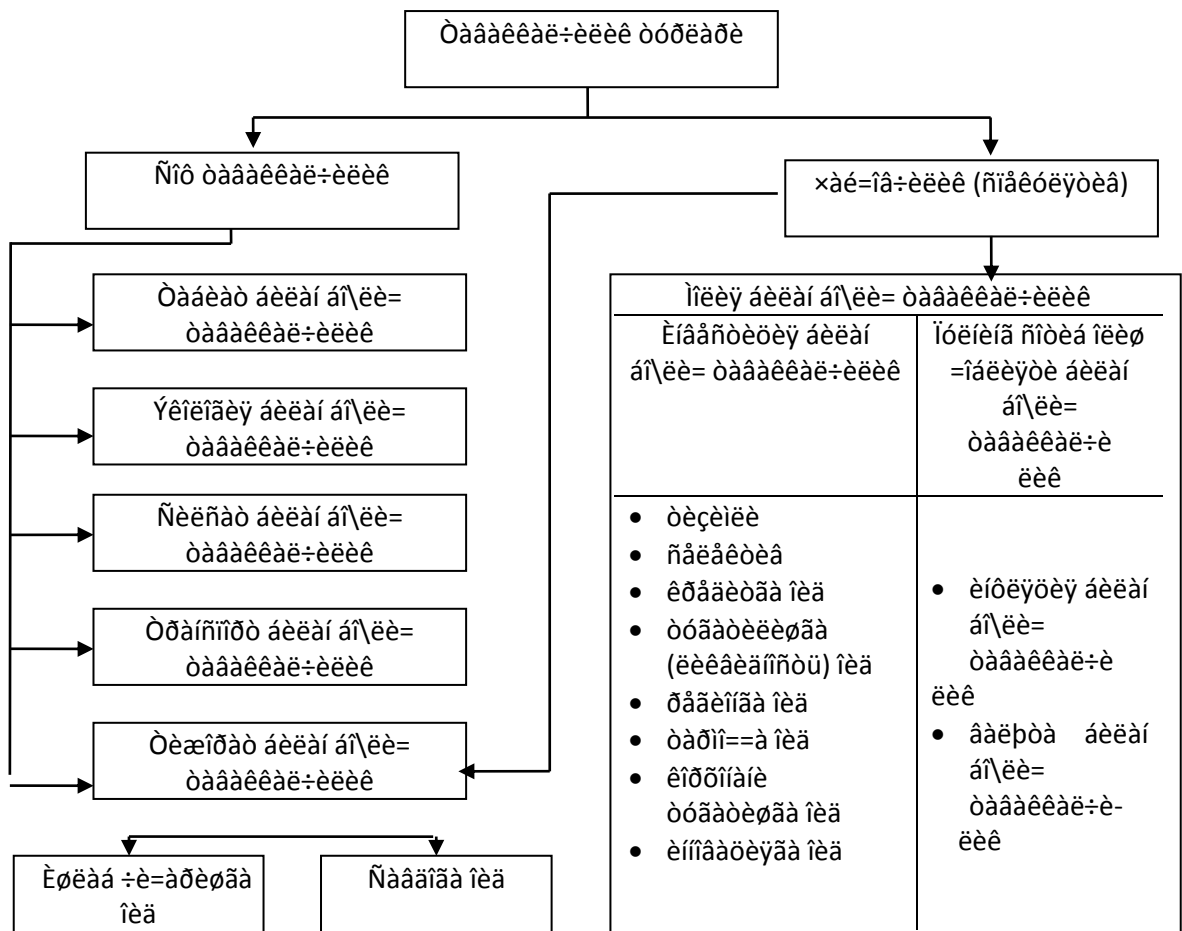 Òàâàêêàë÷èëèê òóðëàðè
Ñîô òàâàêêàë÷èëèê
×àé=îâ÷èëèê (ñïåêóëÿòèâ)
Òàáèàò áèëàí áî\ëè=
òàâàêêàë÷èëèê
Ýêîëîãèÿ áèëàí áî\ëè=
òàâàêêàë÷èëèê
Ñèëñàò áèëàí áî\ëè=
òàâàêêàë÷èëèê
Òðàíñïîðò áèëàí áî\ëè=
òàâàêêàë÷èëèê
Òèæîðàò áèëàí áî\ëè=
òàâàêêàë÷èëèê
Èøëàá ÷è=àðèøãà
îèä
Ñàâäîãà îèä
Ìîëèÿ áèëàí áî\ëè= òàâàêêàë÷èëèê
Èíâåñòèöèÿ áèëàí
áî\ëè= òàâàêêàë÷èëèê
• òèçèìëè
• ñåëåêòèâ
• êðåäèòãà îèä
• òóãàòèëèøãà
(ëèêâèäíîñòü) îèä
• ðåãèîíãà îèä
• òàðìî==à îèä
• êîðõîíàíè
òóãàòèøãà îèä
• èííîâàöèÿãà îèä
Ïóëíèíã ñîòèá îëèø
=îáèëÿòè áèëàí
áî\ëè=
òàâàêêàë÷è
ëèê
• èíôëÿöèÿ áèëàí
áî\ëè=
òàâàêêàë÷è
ëèê
• âàëþòà áèëàí
áî\ëè=
òàâàêêàë÷è-
ëèê